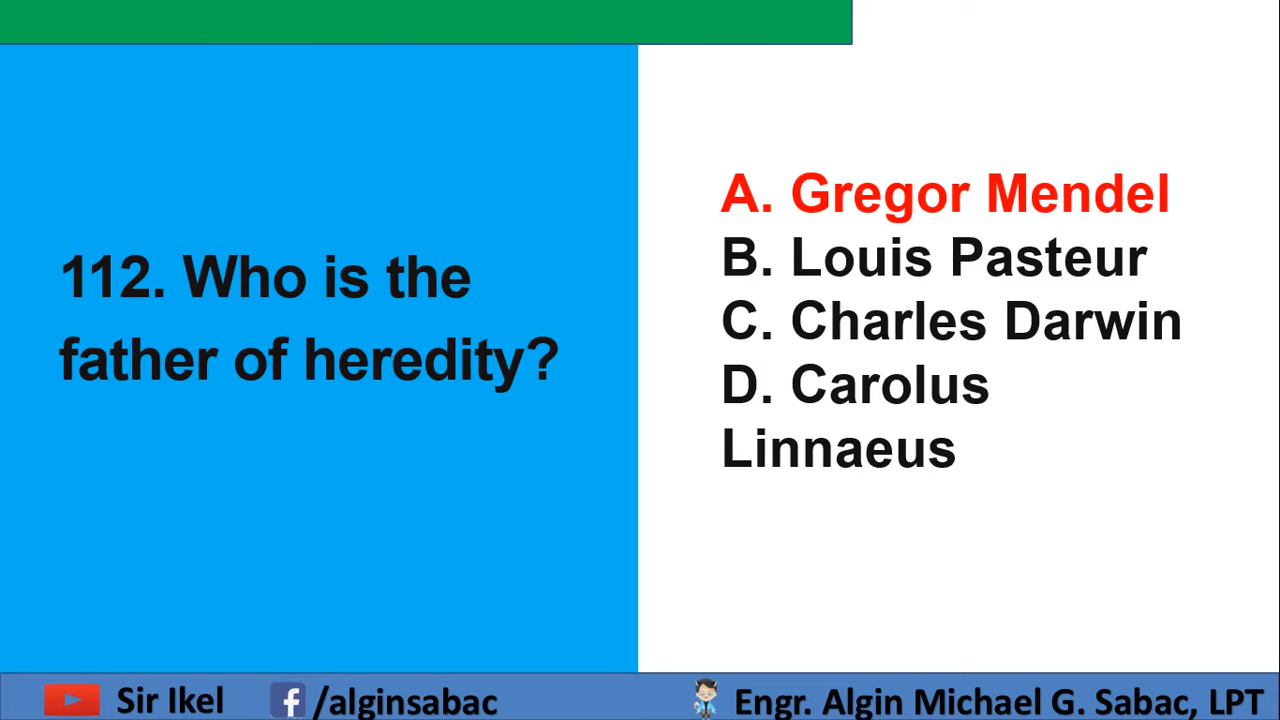 112. Who is the
father of heredity?
A. Gregor Mendel
B. Louis Pasteur
C. Charles Darwin
D. Carolus
Linnaeus
Sir Ikel
/alginsabac
Engr. Algin Michael G. Sabac, LPT